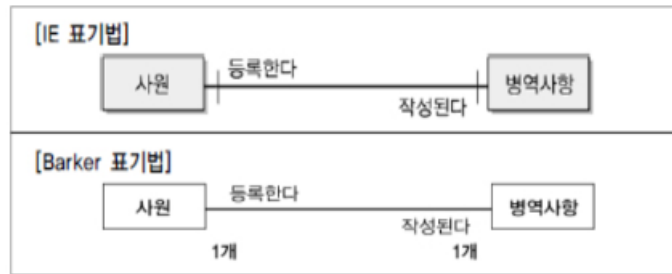 [IE 표기법]
사원
등록한다
작성된다
병역사항
[Barker 표기법]
사원
등록한다
작성된다
병역사항
1개
1개